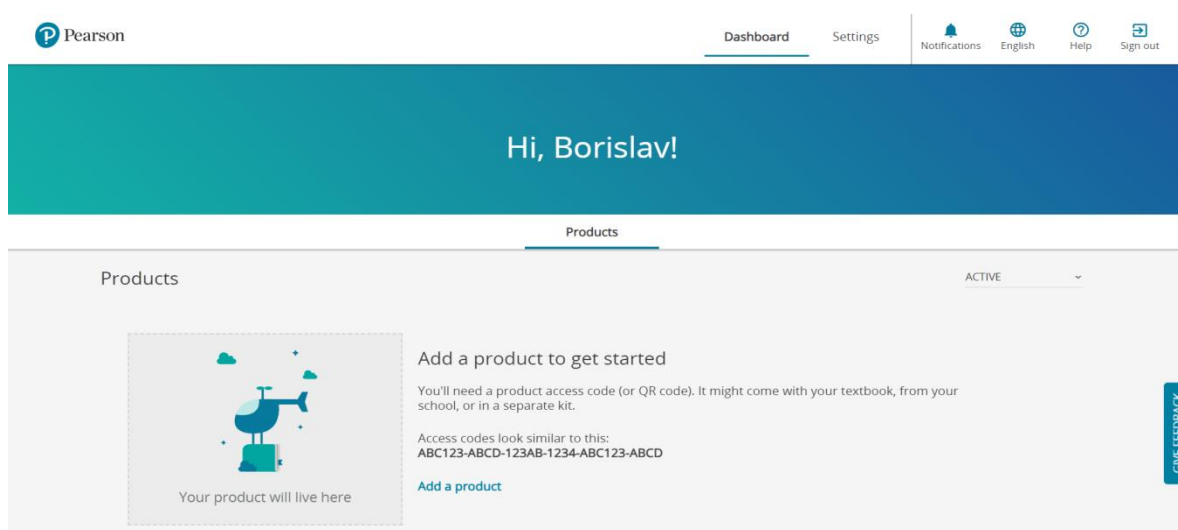 Pearson
Dashboard
Settings
Notifications
English
Help
Sign out
Hi, Borislav!
Products
Products
ACTIVE
Add a product to get started
You'll need a product access code (or QR code). It might come with your textbook, from your
school, or in a separate kit.
Access codes look similar to this:
ABC123-ABCD-123AB-1234-ABC123-ABCD
Add a product
Your product will live here
GIVE FEEDBACK